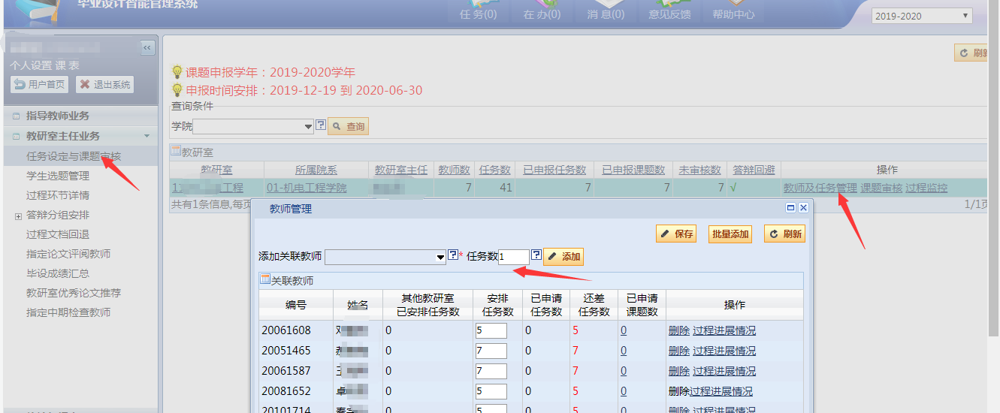 毕业设计智能管理系统
任务(0) 在办(0) 消息(0) 意见反馈 帮助中心
2019-2020
个人设置 课表
用户首页 退出系统
刷新
课题申报学年：2019-2020学年
申报时间安排：2019-12-19 到 2020-06-30
查询条件
学院 ? 查询
指导教师业务
教研室主任业务
任务设定与课题审核
学生选题管理
过程环节详情
答辩分组安排
过程文档回退
指定论文评阅教师
毕设成绩汇总
教研室优秀论文推荐
指定中期检查教师
教研室
教研室 所属院系 教研室主任 教师数 任务数 已申报任务数 已申报课题数 未审核数 答辩回避 操作
工程 01-机电工程学院 7 41 7 7 7 √ 教师及任务管理 课题审核 过程监控
共有1条信息,每页 1/1页
教师管理
保存 批量添加 刷新
添加关联教师 ?* 任务数 1 ? 添加
关联教师
编号 姓名 其他教研室已安排任务数 安排任务数 已申请任务数 还差任务数 已申请课题数 操作
20061608 0 5 0 5 0 删除 过程进展情况
20051465 郝 0 7 0 7 0 删除 过程进展情况
20061587 王 0 7 0 7 0 删除 过程进展情况
20081652 卓 0 5 0 5 0 删除过程进展情况
20101714 秦 0 5 0 5 0 删除 过程进展情况